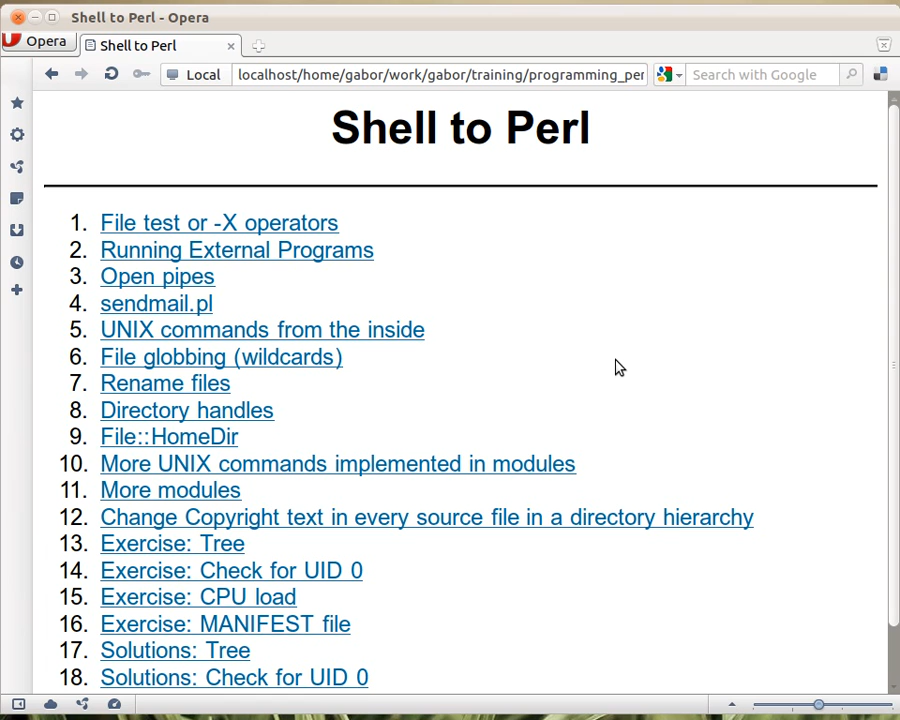 Shell to Perl - Opera
Opera
Shell to Perl
Local
localhost/home/gabor/work/gabor/training/programming_per
Search with Google
Shell to Perl
1. File test or -X operators
2. Running External Programs
3. Open pipes
4. sendmail.pl
5. UNIX commands from the inside
6. File globbing (wildcards)
7. Rename files
8. Directory handles
9. File::HomeDir
10. More UNIX commands implemented in modules
11. More modules
12. Change Copyright text in every source file in a directory hierarchy
13. Exercise: Tree
14. Exercise: Check for UID 0
15. Exercise: CPU load
16. Exercise: MANIFEST file
17. Solutions: Tree
18. Solutions: Check for UID 0